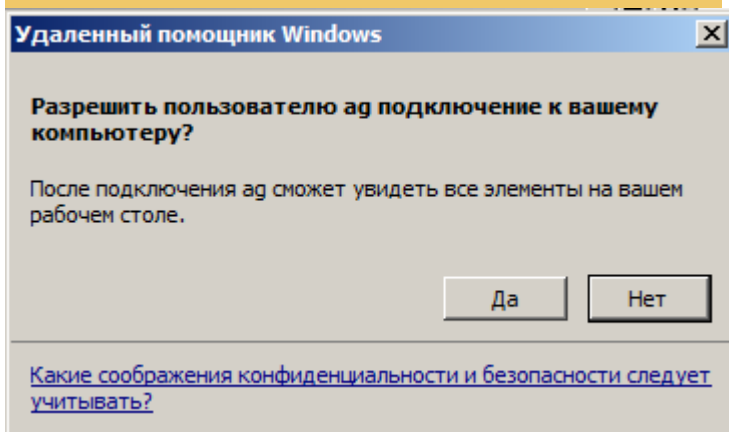 Удаленный помощник Windows
Разрешить пользователю ag подключение к вашему
компьютеру?
После подключения ag сможет увидеть все элементы на вашем
рабочем столе.
Да
Нет
Какие соображения конфиденциальности и безопасности следует
учитывать?